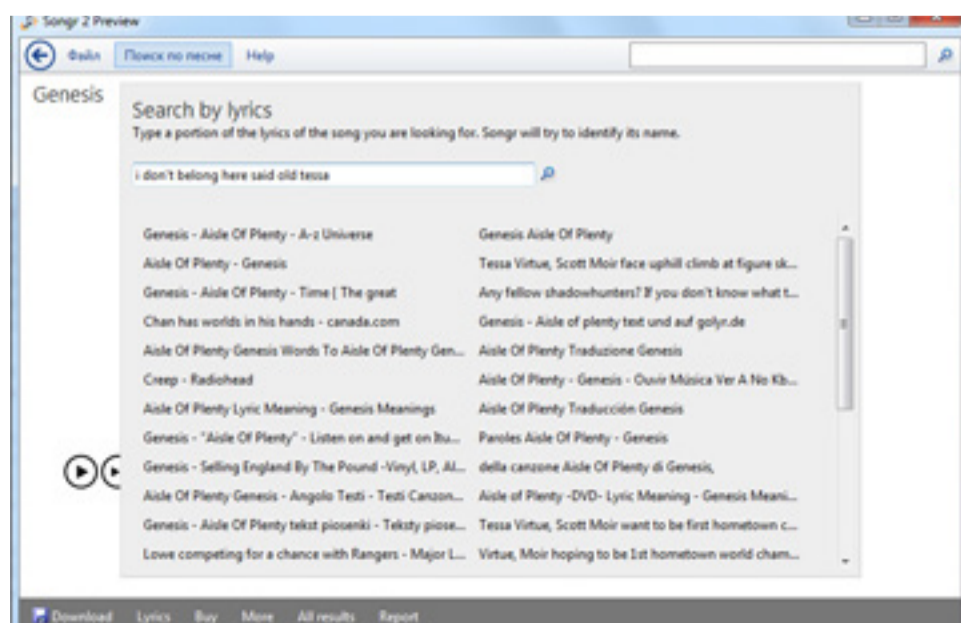 Songr 2 Preview
Файл Поиск по песне Help
Genesis
Search by lyrics
Type a portion of the lyrics of the song you are looking for. Songr will try to identify its name.
i don't belong here said old tessa
Genesis - Aisle Of Plenty - A-z Universe Genesis Aisle Of Plenty
Aisle Of Plenty - Genesis Tessa Virtue, Scott Moir face uphill climb at figure sk...
Genesis - Aisle Of Plenty - Time [ The great Any fellow shadowhunters? If you don't know what t...
Chan has worlds in his hands - canada.com Genesis - Aisle of plenty text und auf golyr.de
Aisle Of Plenty Genesis Words To Aisle Of Plenty Gen... Aisle Of Plenty Traduzione Genesis
Creep - Radiohead Aisle Of Plenty - Genesis - Ouvir Música Ver A No Kb...
Aisle Of Plenty Lyric Meaning - Genesis Meanings Aisle Of Plenty Traducción Genesis
Genesis - "Aisle Of Plenty" - Listen on and get on Itu... Paroles Aisle Of Plenty - Genesis
Genesis - Selling England By The Pound -Vinyl, LP, Al... della canzone Aisle Of Plenty di Genesis,
Aisle Of Plenty Genesis - Angolo Testi - Testi Canzon... Aisle of Plenty -DVD- Lyric Meaning - Genesis Meani...
Genesis - Aisle Of Plenty tekst piosenki - Teksty piose... Tessa Virtue, Scott Moir want to be first hometown c...
Lowe competing for a chance with Rangers - Major L... Virtue, Moir hoping to be 1st hometown world cham...
Download Lyrics Buy More All results Report